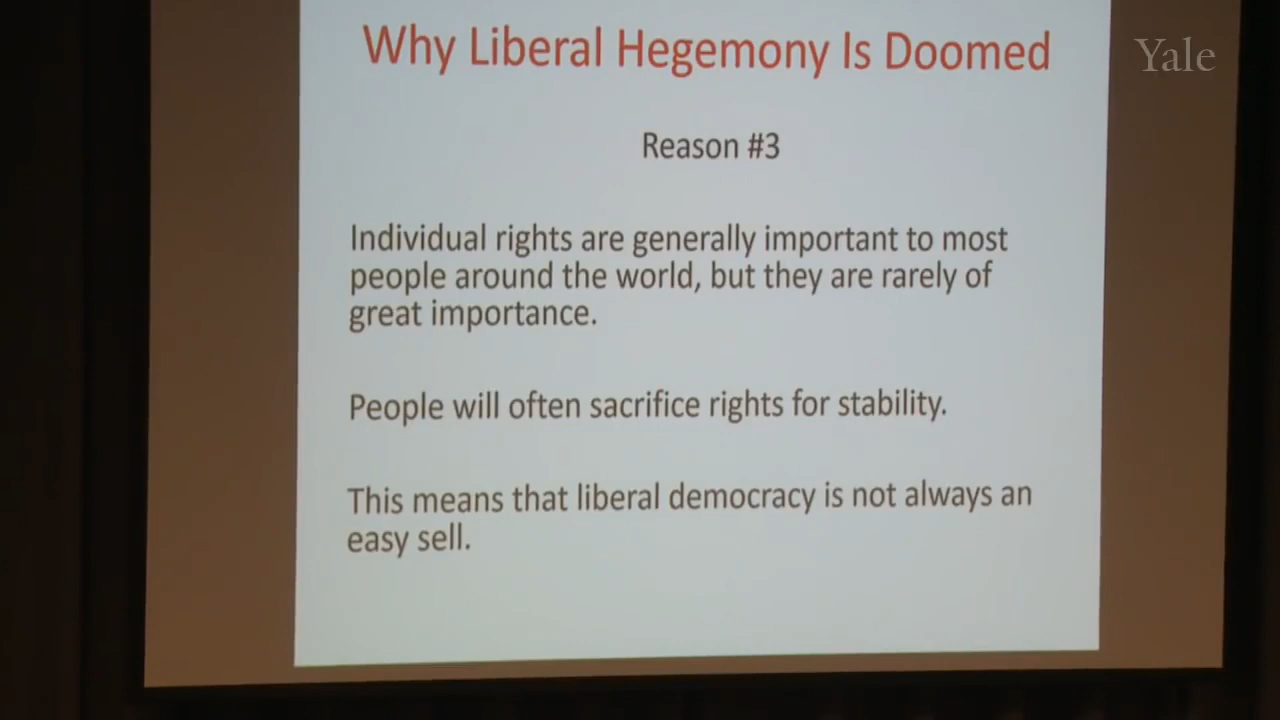 Why Liberal Hegemony Is Doomed
Yale
Reason #3
Individual rights are generally important to most
people around the world, but they are rarely of
great importance.
People will often sacrifice rights for stability.
This means that liberal democracy is not always an
easy sell.